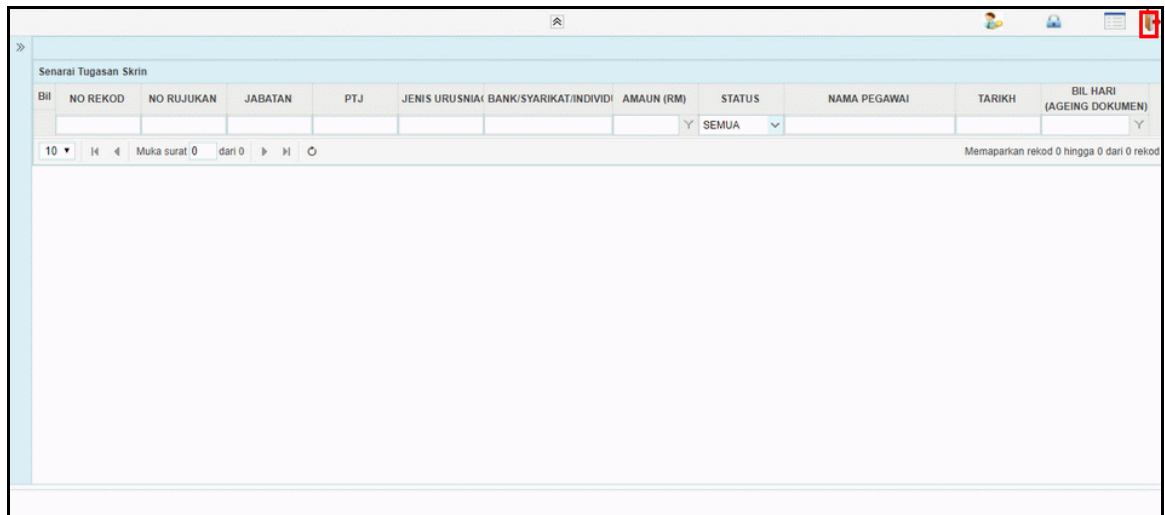 Senarai Tugasan Skrin
Bil NO REKOD NO RUJUKAN JABATAN PTJ JENIS URUSNIA( BANK/SYARIKAT/INDIVID AMAUN (RM) STATUS NAMA PEGAWAI TARIKH BIL HARI
(AGEING DOKUMEN)
SEMUA
10 Muka surat 0 dari 0 Memaparkan rekod 0 hingga 0 dari 0 rekod